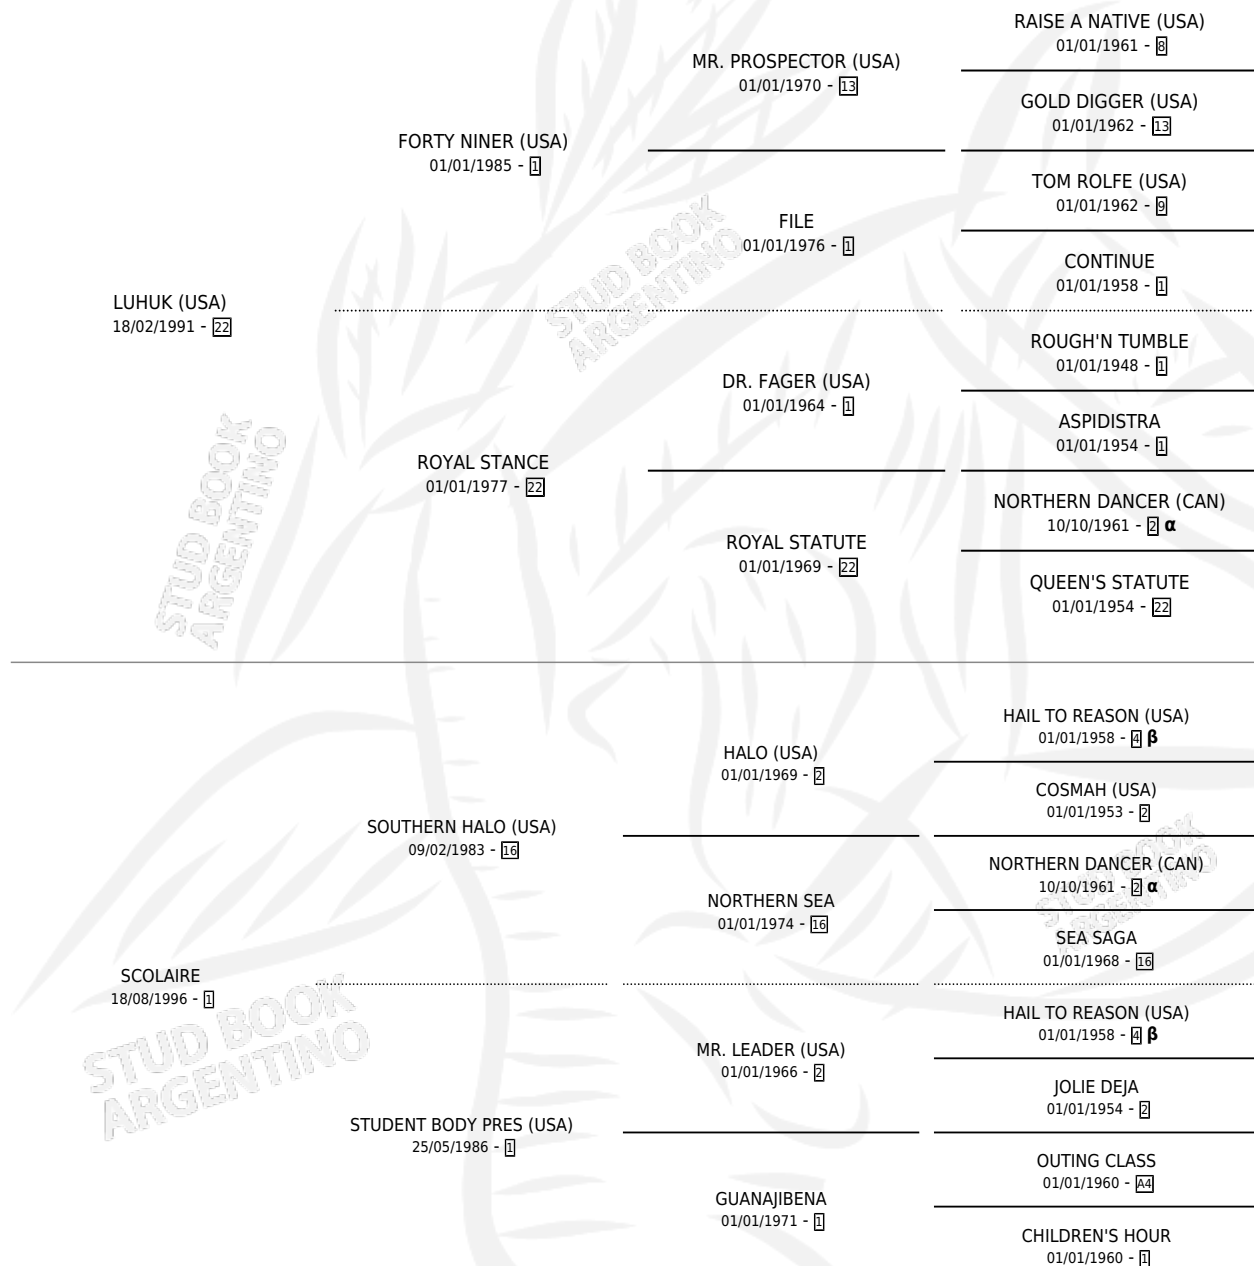 RAISE A NATIVE (USA)
01/01/1961 - 8
MR. PROSPECTOR (USA)
01/01/1970 - 13
GOLD DIGGER (USA)
01/01/1962 - 13
FORTY NINER (USA)
01/01/1985 - 1
TOM ROLFE (USA)
01/01/1962 - 9
FILE
01/01/1976 - 1
CONTINUE
01/01/1958 - 1
LUHUK (USA)
18/02/1991 - 22
ROUGH'N TUMBLE
01/01/1948 - 1
DR. FAGER (USA)
01/01/1964 - 1
ASPIDISTRA
01/01/1954 - 1
ROYAL STANCE
01/01/1977 - 22
NORTHERN DANCER (CAN)
10/10/1961 - 2 α
ROYAL STATUTE
01/01/1969 - 22
QUEEN'S STATUTE
01/01/1954 - 22
HAIL TO REASON (USA)
01/01/1958 - 4 β
HALO (USA)
01/01/1969 - 2
COSMAH (USA)
01/01/1953 - 2
SOUTHERN HALO (USA)
09/02/1983 - 16
NORTHERN DANCER (CAN)
10/10/1961 - 2 α
NORTHERN SEA
01/01/1974 - 16
SEA SAGA
01/01/1968 - 16
SCOLAIRE
18/08/1996 - 1
HAIL TO REASON (USA)
01/01/1958 - 4 β
MR. LEADER (USA)
01/01/1966 - 2
JOLIE DEJA
01/01/1954 - 2
STUDENT BODY PRES (USA)
25/05/1986 - 1
OUTING CLASS
01/01/1960 - A4
GUANAJIBENA
01/01/1971 - 1
CHILDREN'S HOUR
01/01/1960 - 1
STUD BOOK
ARGENTINO
STUD BOOK
ARGENTINO
STUD BOOK
ARGENTINO
STUD BOOK
ARGENTINO